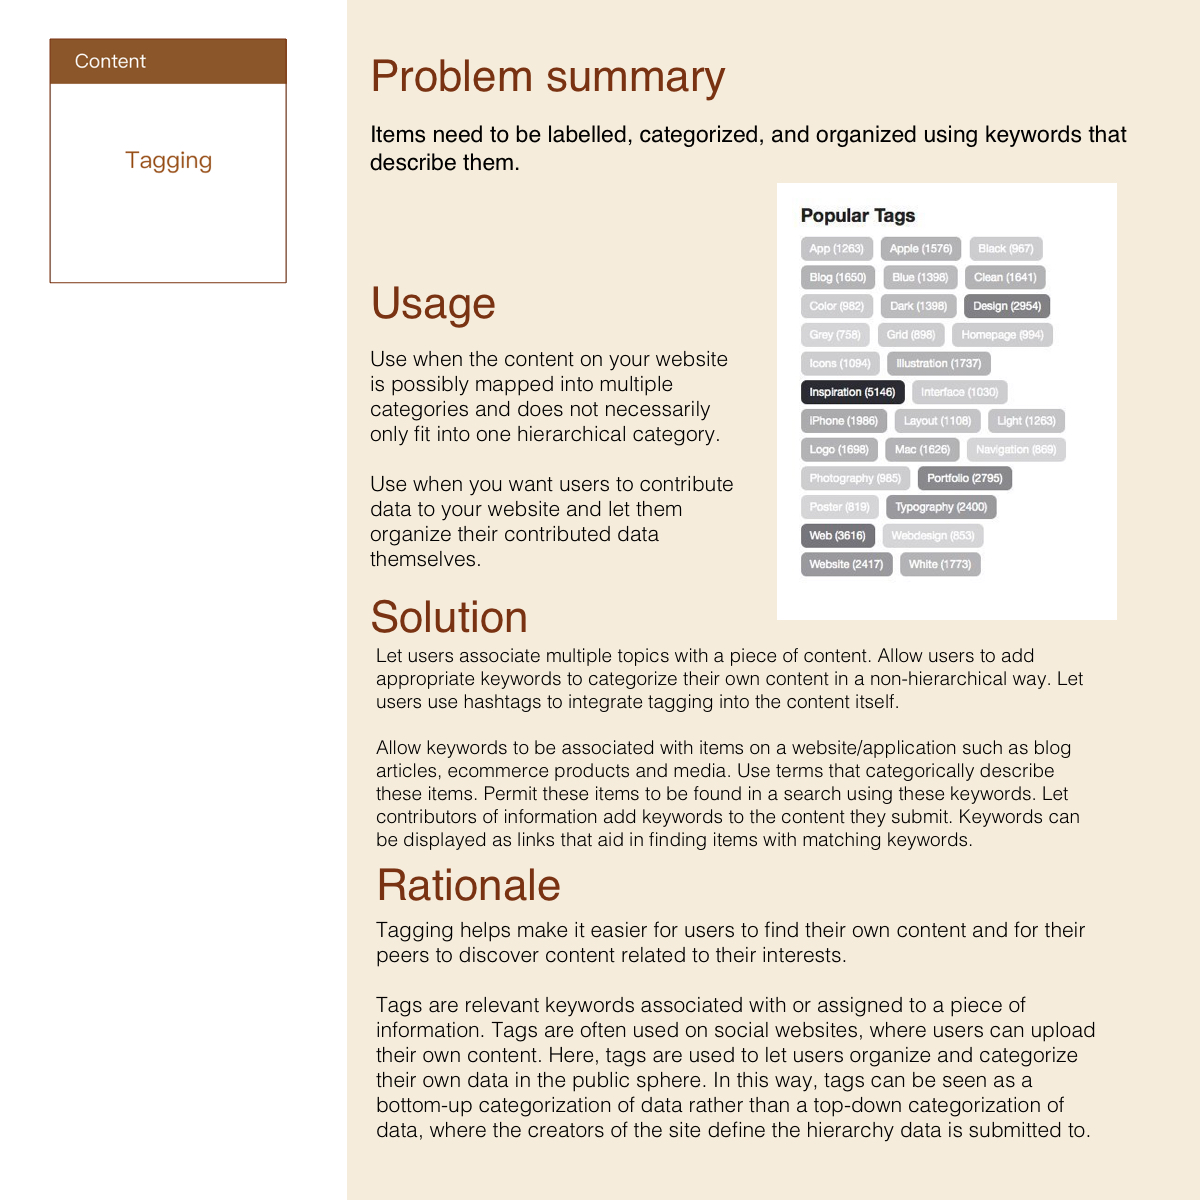 Content
Tagging
Problem summary
Items need to be labelled, categorized, and organized using keywords that
describe them.
Usage
Use when the content on your website
is possibly mapped into multiple
categories and does not necessarily
only fit into one hierarchical category.
Use when you want users to contribute
data to your website and let them
organize their contributed data
themselves.
Popular Tags
App (1263) Apple (1576) Black (967)
Blog (1650) Blue (1398) Clean (1641)
Color (982) Dark (1398) Design (2954)
Grey (758) Grid (898) Homepage (994)
Icons (1094) Illustration (1737)
Inspiration (5146) Interface (1030)
iPhone (1986) Layout (1108) Light (1263)
Logo (1698) Mac (1626) Navigation (869)
Photography (985) Portfolio (2795)
Poster (819) Typography (2400)
Web (3616) Webdesign (853)
Website (2417) White (1773)
Solution
Let users associate multiple topics with a piece of content. Allow users to add
appropriate keywords to categorize their own content in a non-hierarchical way. Let
users use hashtags to integrate tagging into the content itself.
Allow keywords to be associated with items on a website/application such as blog
articles, ecommerce products and media. Use terms that categorically describe
these items. Permit these items to be found in a search using these keywords. Let
contributors of information add keywords to the content they submit. Keywords can
be displayed as links that aid in finding items with matching keywords.
Rationale
Tagging helps make it easier for users to find their own content and for their
peers to discover content related to their interests.
Tags are relevant keywords associated with or assigned to a piece of
information. Tags are often used on social websites, where users can upload
their own content. Here, tags are used to let users organize and categorize
their own data in the public sphere. In this way, tags can be seen as a
bottom-up categorization of data rather than a top-down categorization of
data, where the creators of the site define the hierarchy data is submitted to.